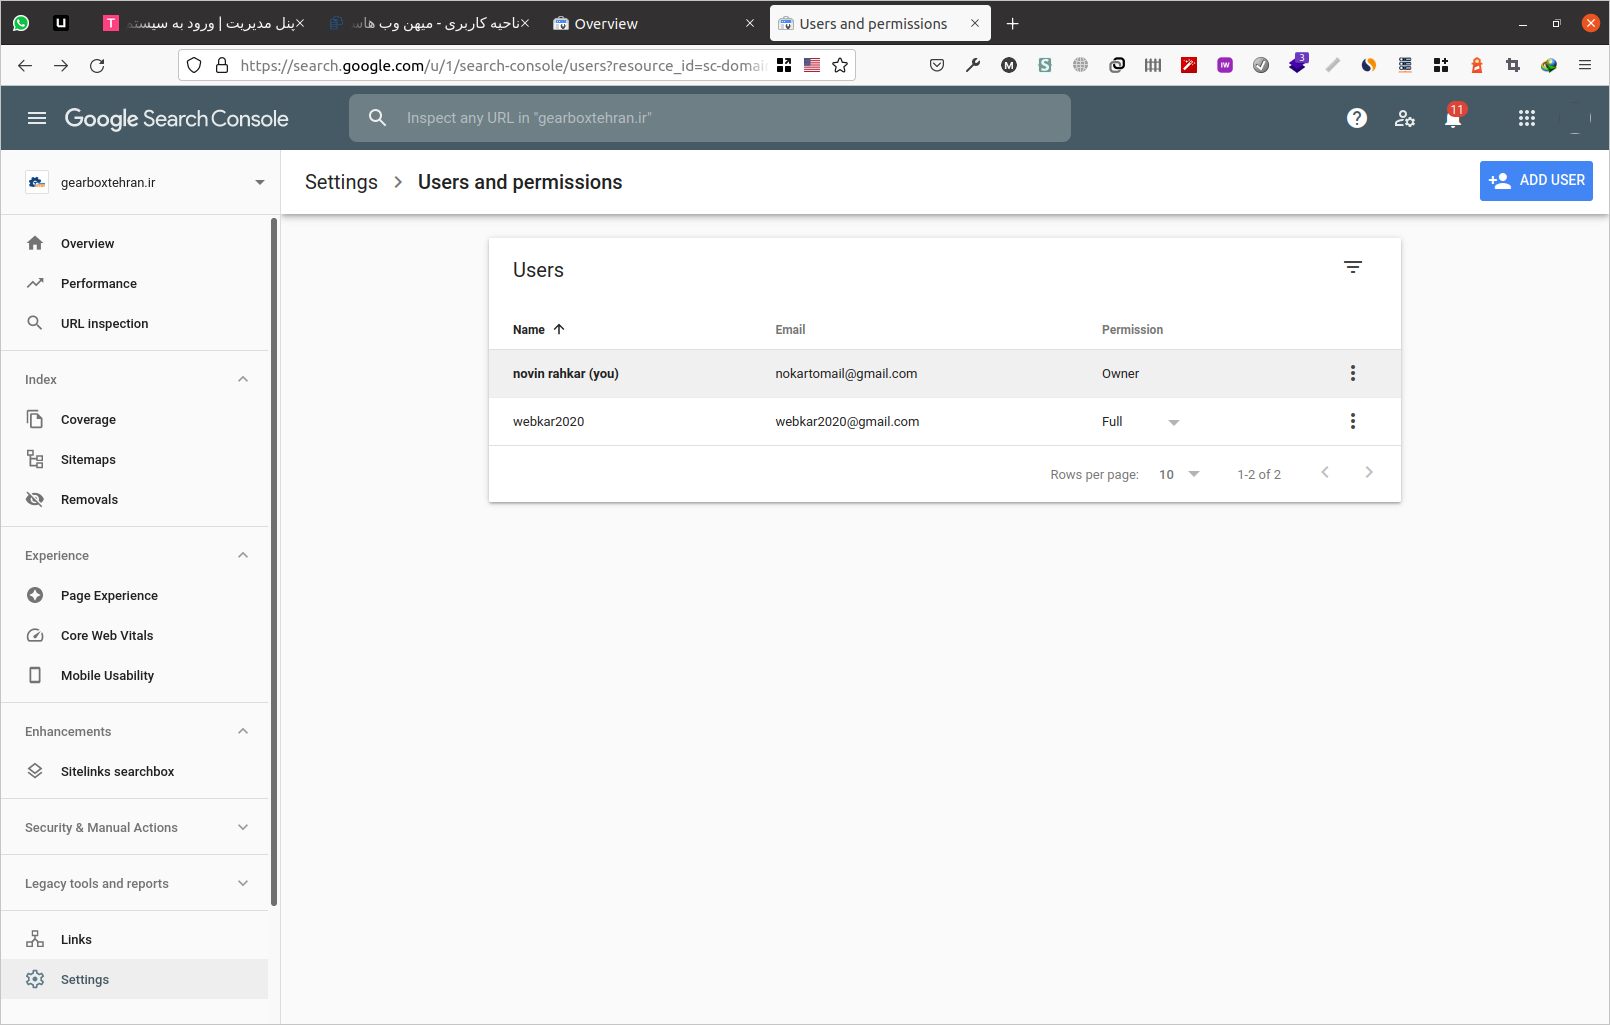 پنل مدیریت | ورود به سیستم
ناحیه کاربری - میهن وب هاس
Overview
Users and permissions
https://search.google.com/u/1/search-console/users?resource_id=sc-domain
3
Google Search Console
Inspect any URL in "gearboxtehran.ir"
11
gearboxtehran.ir
Settings
Users and permissions
ADD USER
Overview
Performance
URL inspection
Index
Coverage
Sitemaps
Removals
Experience
Page Experience
Core Web Vitals
Mobile Usability
Enhancements
Sitelinks searchbox
Security & Manual Actions
Legacy tools and reports
Links
Settings
Users
Name Email Permission
novin rahkar (you) nokartomail@gmail.com Owner
webkar2020 webkar2020@gmail.com Full
Rows per page: 10 1-2 of 2